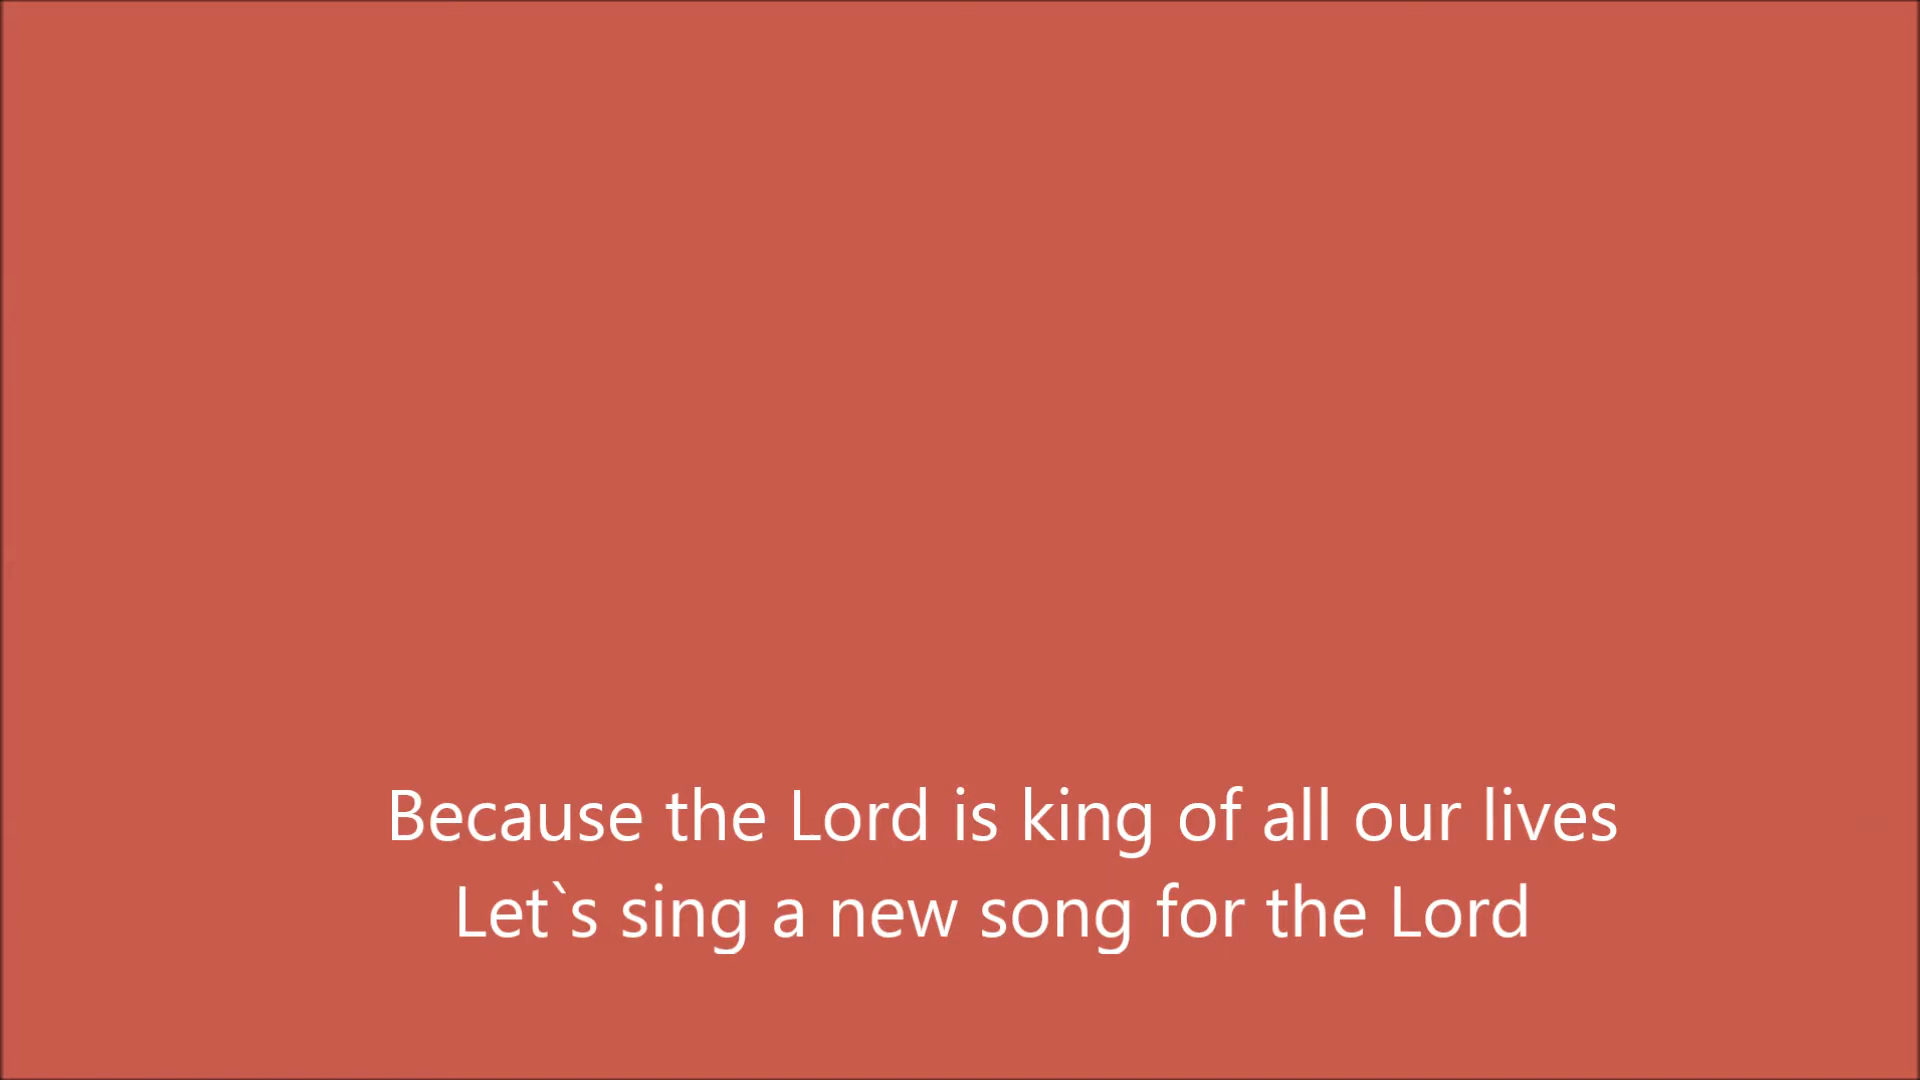 Because the Lord is king of all our lives
Let`s sing a new song for the Lord